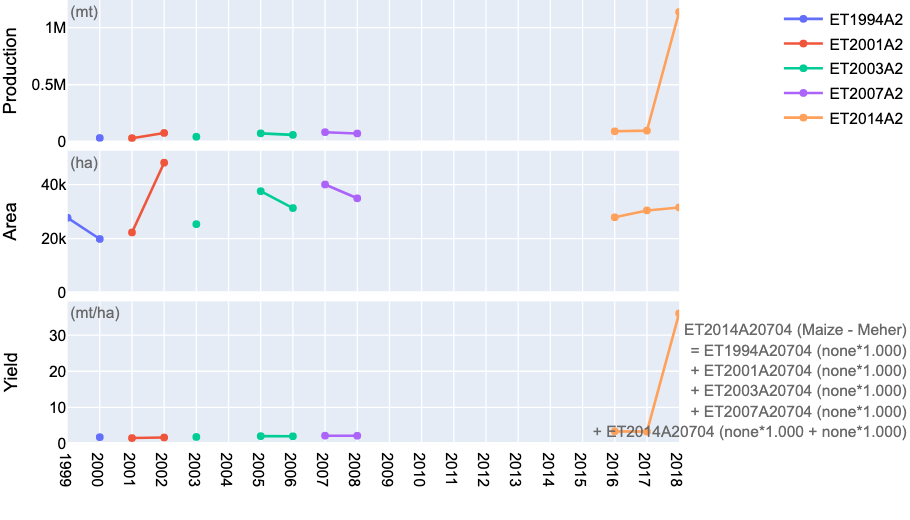 (mt)
1M
0.5M
0
Production
ET1994A2
ET2001A2
ET2003A2
ET2007A2
ET2014A2
(ha)
40k
20k
0
Area
(mt/ha)
30
20
10
0
Yield
ET2014A20704 (Maize - Meher)
= ET1994A20704 (none*1.000)
+ ET2001A20704 (none*1.000)
+ ET2003A20704 (none*1.000)
+ ET2007A20704 (none*1.000)
+ ET2014A20704 (none*1.000 + none*1.000)
1999
2000
2001
2002
2003
2004
2005
2006
2007
2008
2009
2010
2011
2012
2013
2014
2015
2016
2017
2018